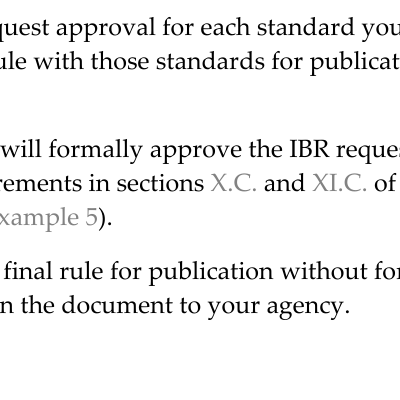 quest approval for each standard you
ule with those standards for publicat
will formally approve the IBR reques
rements in sections X.C. and XI.C. of
xample 5).
final rule for publication without for
n the document to your agency.